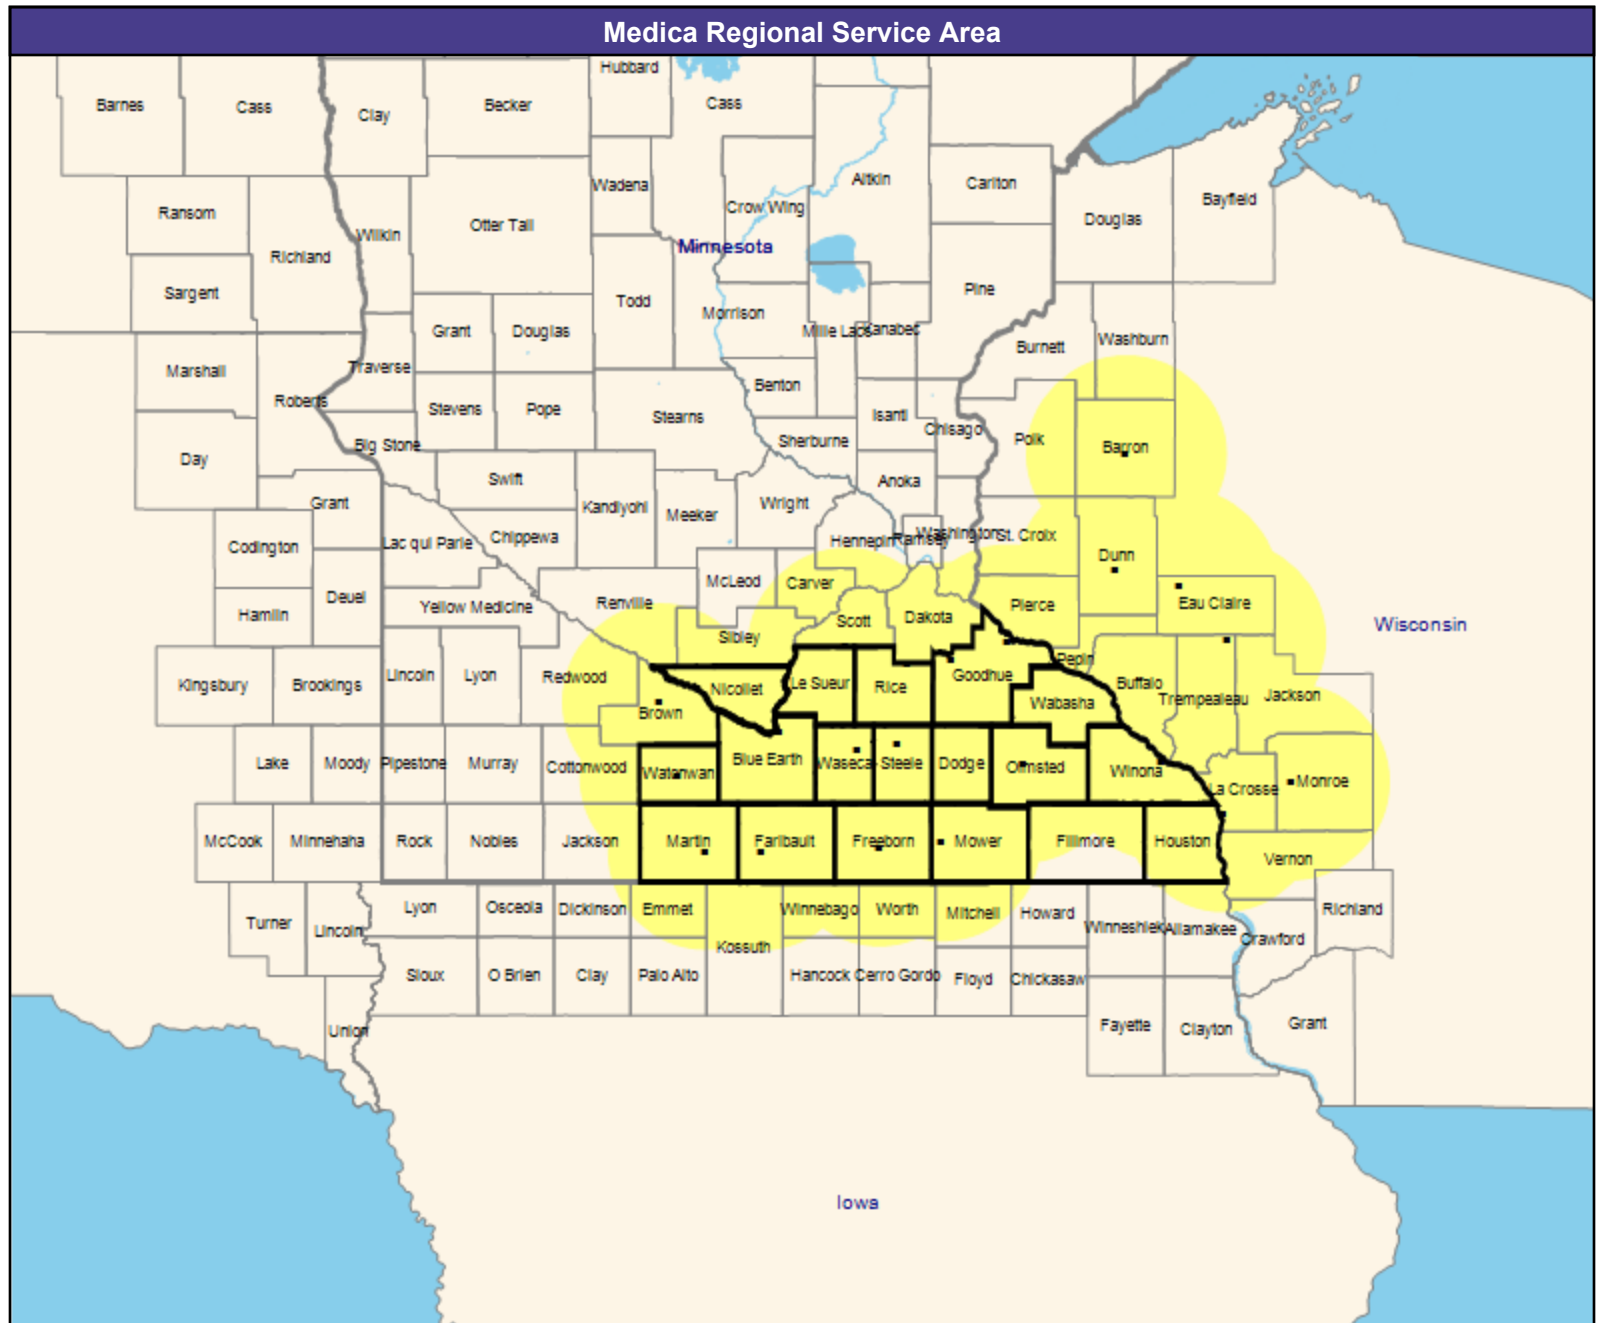 Medica Regional Service Area
Hubbard
Barnes
Cass
Clay
Becker
Cass
Wadena
Crow Wing
Aitkin
Carlton
Ransom
Wilkin
Otter Tail
Douglas
Bayfield
Richland
Minnesota
Sargent
Todd
Morrison
Pine
Grant
Douglas
Mille Lacs
Kanabec
Burnett
Washburn
Marshall
Roberts
Traverse
Benton
Stevens
Pope
Stearns
Isanti
Chisago
Polk
Barron
Day
Big Stone
Sherburne
Swift
Anoka
Grant
Kandiyohi
Meeker
Wright
Codington
Lac qui Parle
Chippewa
Hennepin
Ramsey
Washington
St. Croix
Dunn
Hamlin
Deuel
Yellow Medicine
Renville
McLeod
Carver
Scott
Dakota
Pierce
Eau Claire
Wisconsin
Sibley
Kingsbury
Brookings
Lincoln
Lyon
Redwood
Nicollet
Le Sueur
Rice
Goodhue
Pepin
Wabasha
Buffalo
Trempealeau
Jackson
Brown
Lake
Moody
Pipestone
Murray
Cottonwood
Watonwan
Blue Earth
Waseca
Steele
Dodge
Olmsted
Winona
La Crosse
Monroe
McCook
Minnehaha
Rock
Nobles
Jackson
Martin
Faribault
Freeborn
Mower
Fillmore
Houston
Vernon
Turner
Lincoln
Lyon
Osceola
Dickinson
Emmet
Kossuth
Winnebago
Worth
Mitchell
Howard
Winneshiek
Allamakee
Crawford
Richland
Sioux
O Brien
Clay
Palo Alto
Hancock
Cerro Gordo
Floyd
Chickasaw
Union
Fayette
Clayton
Grant
Iowa